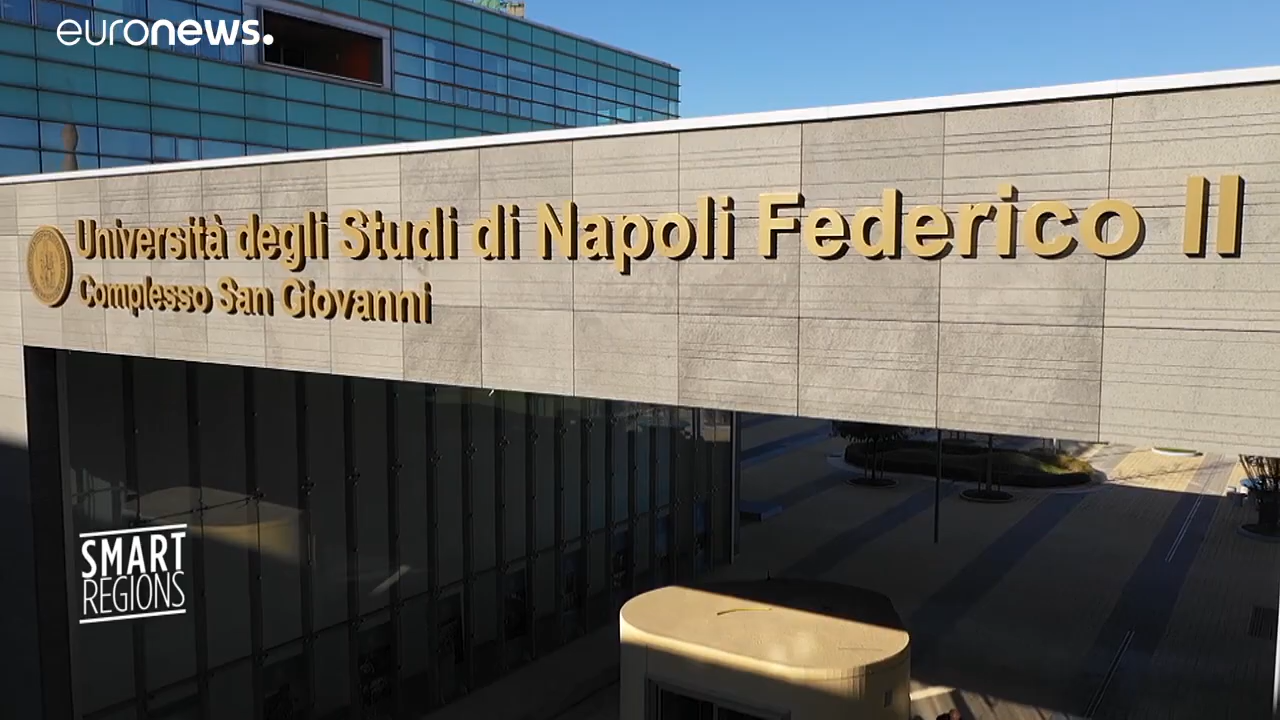 euronews.
Università degli Studi di Napoli Federico II
Complesso San Giovanni
SMART
REGIONS